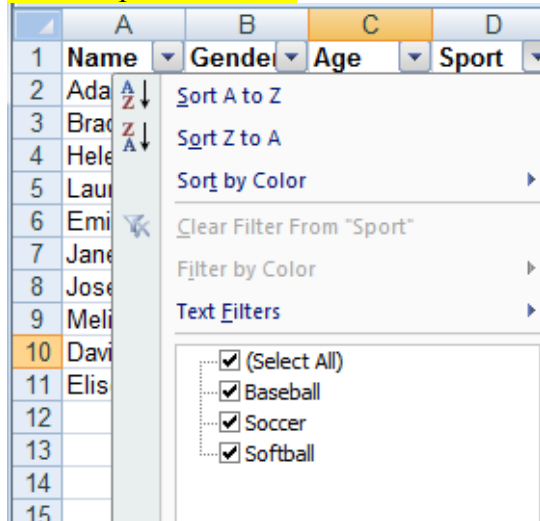 A B C D
1 Name Gender Age Sport
2 Ada Sort A to Z
3 Brad Sort Z to A
4 Hele
5 Laur Sort by Color
6 Emi Clear Filter From "Sport"
7 Jane Filter by Color
8 Jose
9 Meli Text Filters
10 Davi (Select All)
11 Elis Baseball
12 Soccer
13 Softball
14
15